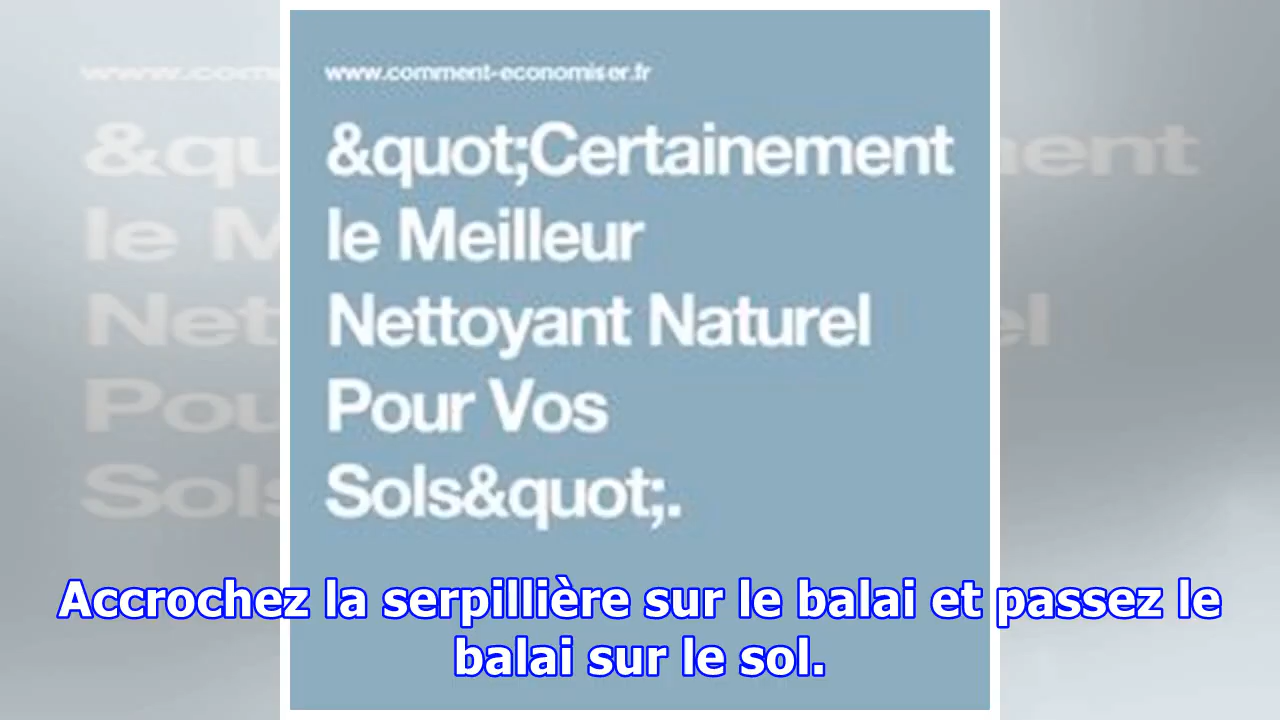 www.comment-economiser.fr
&quot;Certainement
le Meilleur
Nettoyant Naturel
Pour Vos
Sols&quot;.
Accrochez la serpillière sur le balai et passez le
balai sur le sol.